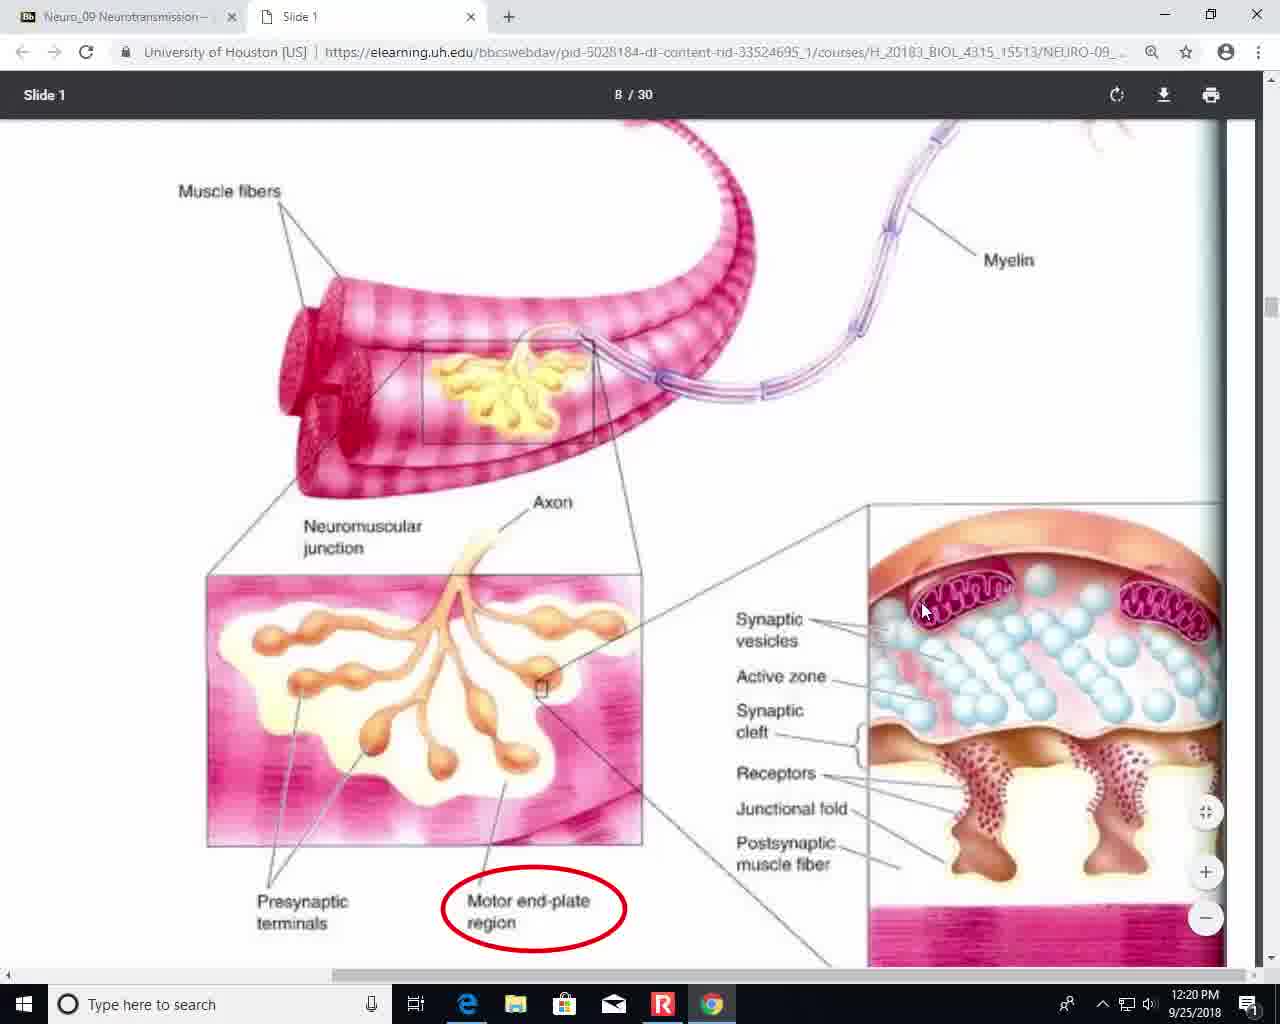 Neuro_09 Neurotransmission –
Slide 1
University of Houston [US]
https://elearning.uh.edu/bbcswebdav/pid-5028184-dt-content-rid-33524695_1/courses/H_20183_BIOL_4315_15513/NEURO-09_...
Slide 1
8 / 30
Muscle fibers
Myelin
Axon
Neuromuscular
junction
Synaptic
vesicles
Active zone
Synaptic
cleft
Receptors
Junctional fold
Postsynaptic
muscle fiber
Presynaptic
terminals
Motor end-plate
region
Type here to search
12:20 PM
9/25/2018